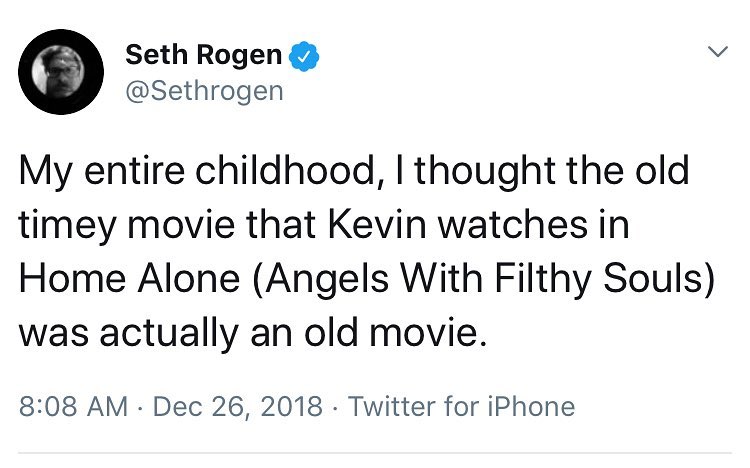 Seth Rogen
@Sethrogen
My entire childhood, I thought the old
timey movie that Kevin watches in
Home Alone (Angels With Filthy Souls)
was actually an old movie.
8:08 AM · Dec 26, 2018 · Twitter for iPhone